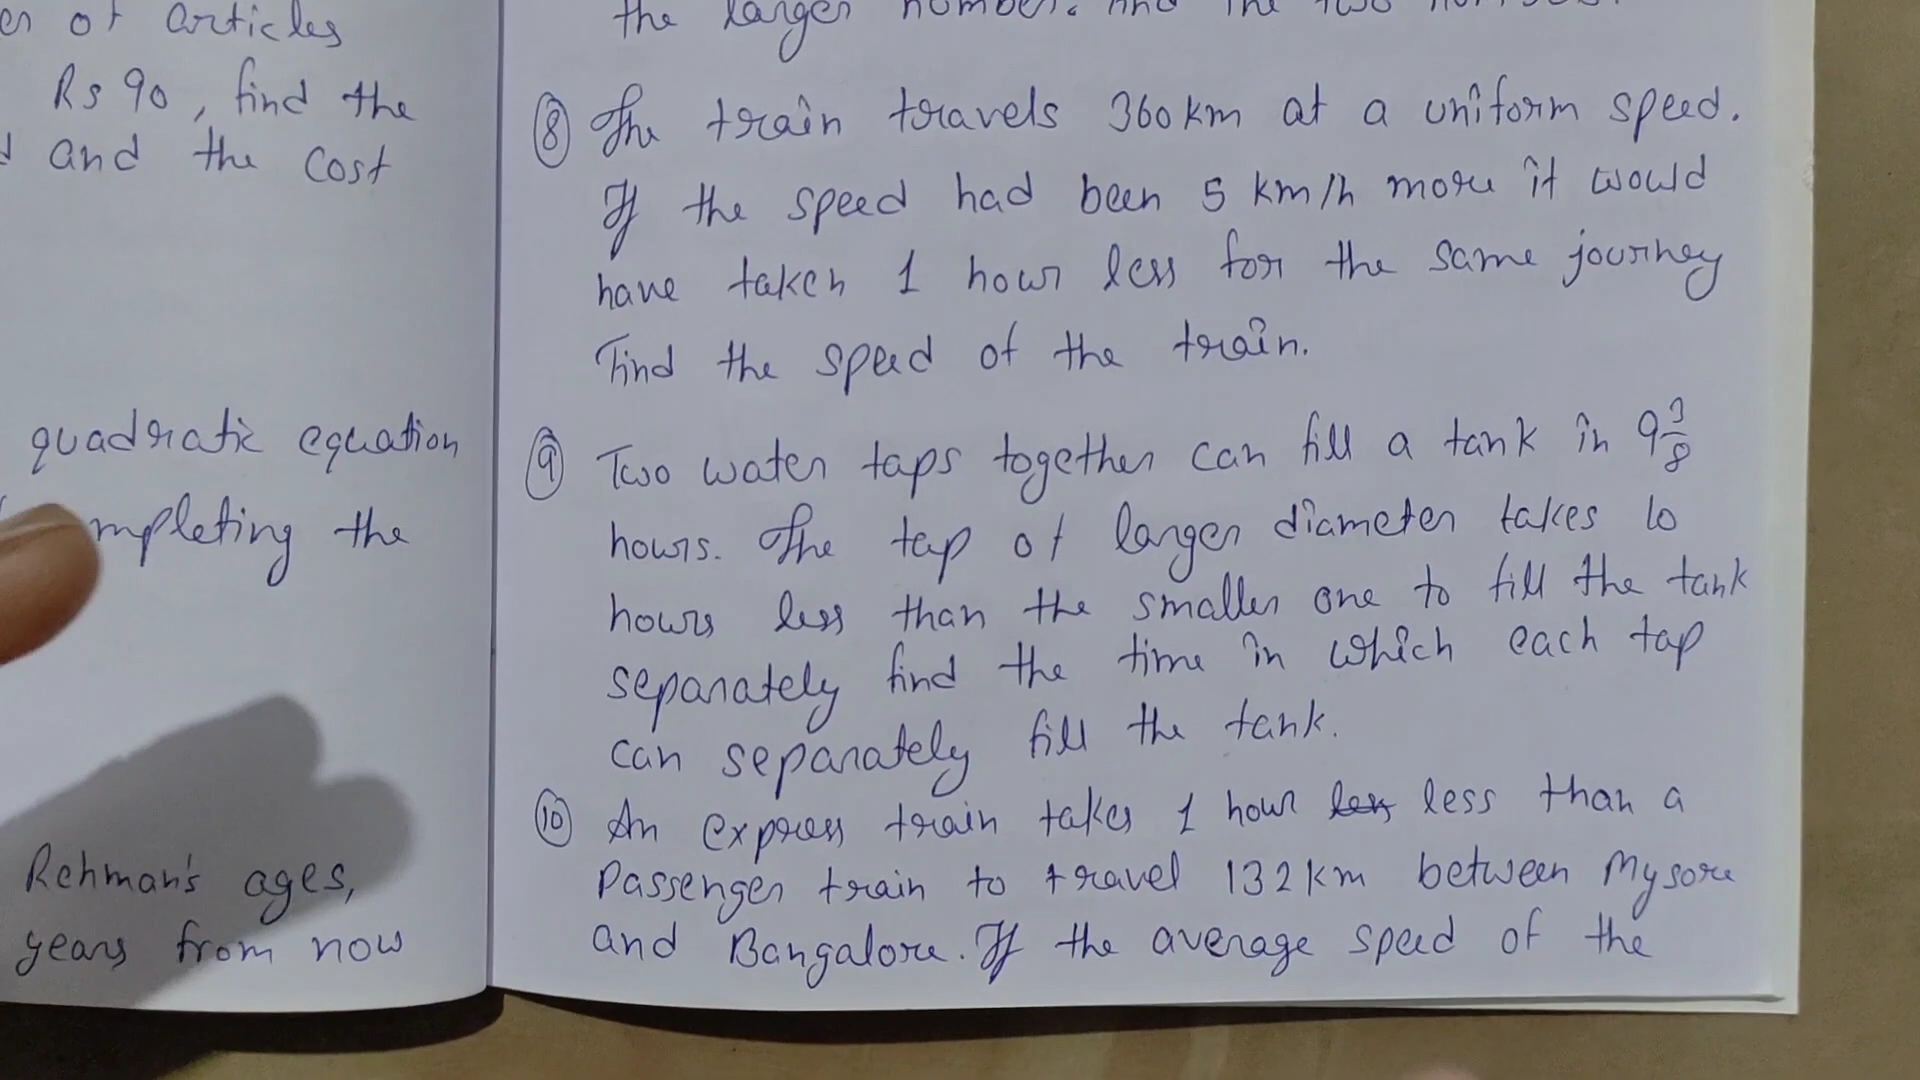 er of articles
Rs 90, find the
and the cost
quadratic equation
mpleting the
Rehman's ages,
years from now
the larger number. Find the two numbers.
⑧ The train travels 360 km at a uniform speed.
If the speed had been 5 km/h more it would
have taken 1 hour less for the same journey
Find the speed of the train.
⑨ Two water taps together can fill a tank in 9 3/8
hours. The tap of larger diameter takes 10
hours less than the smaller one to fill the tank
separately find the time in which each tap
can separately fill the tank.
⑩ An express train takes 1 hour less less than a
Passenger train to travel 132 km between Mysore
and Bangalore. If the average speed of the